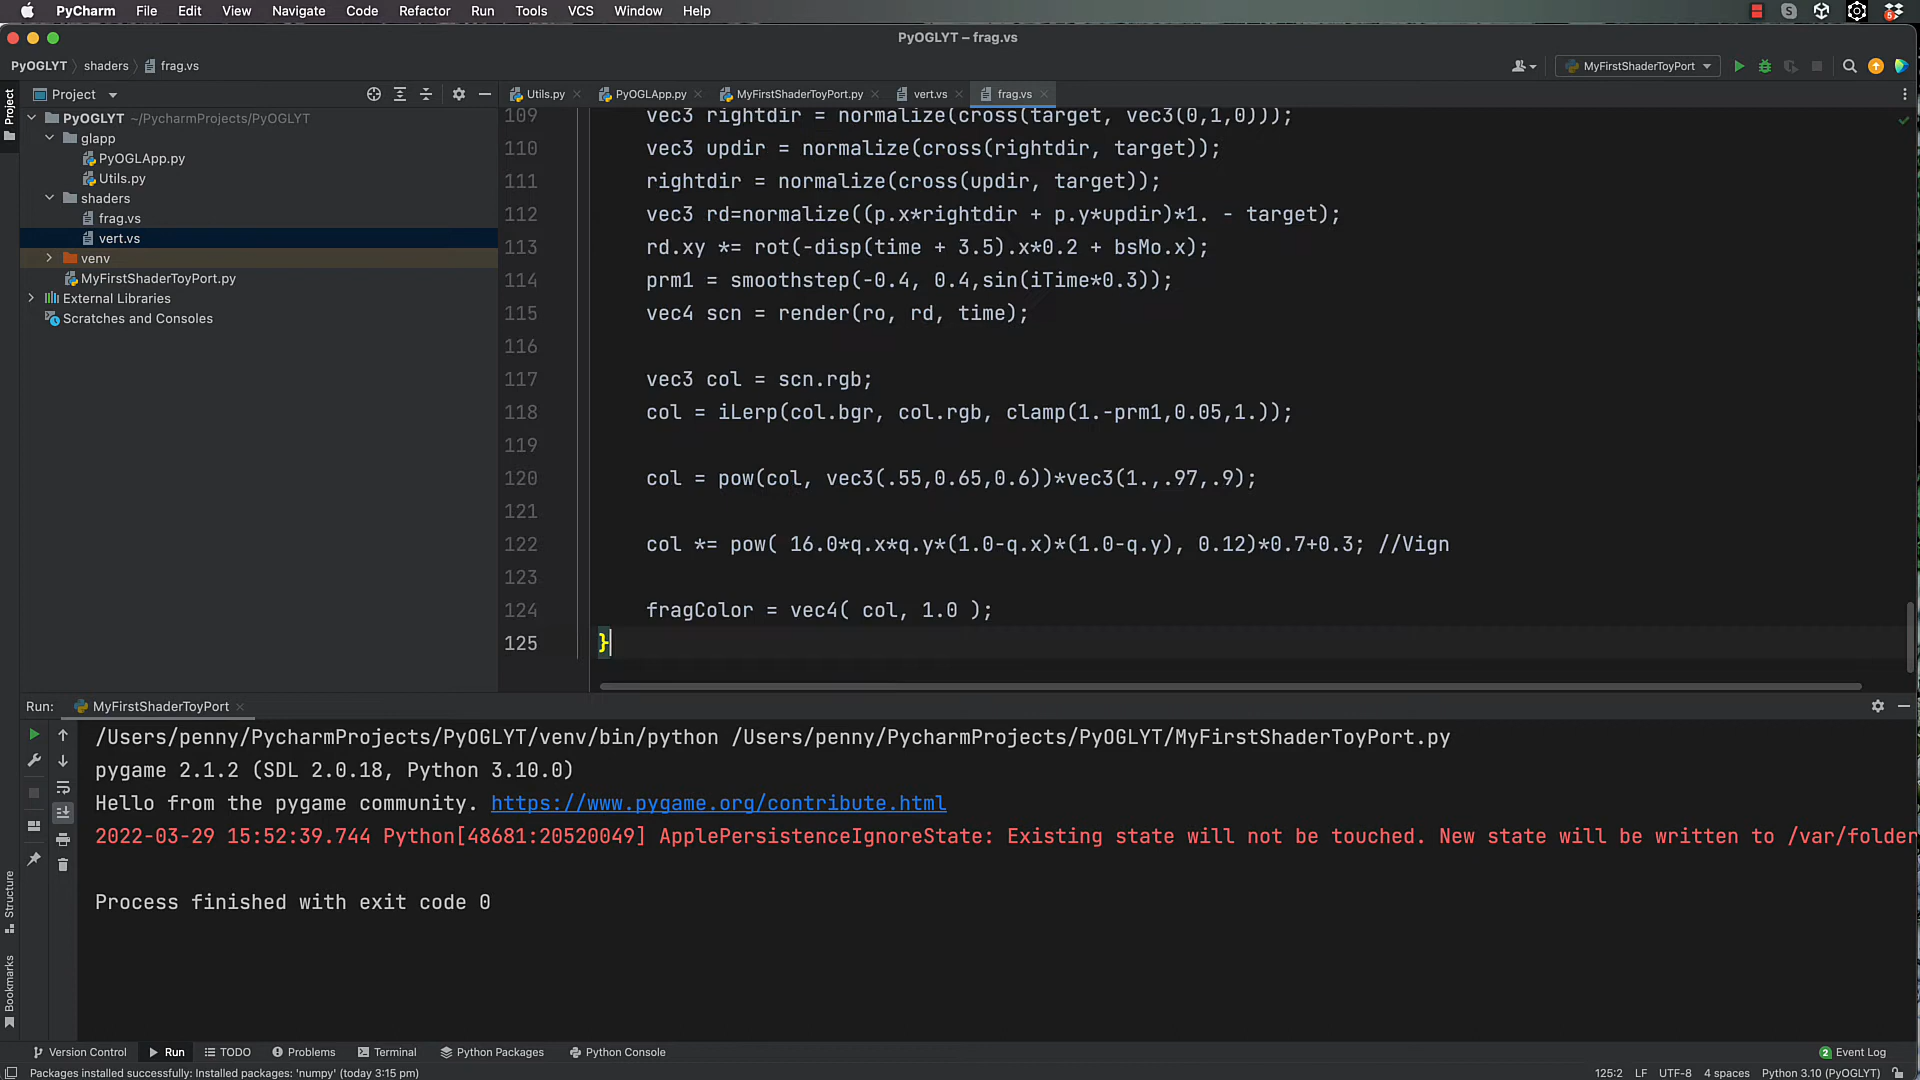 PyCharm File Edit View Navigate Code Refactor Run Tools VCS Window Help
PyOGLYT – frag.vs
PyOGLYT shaders frag.vs
MyFirstShaderToyPort
Project
Utils.py
PyOGLApp.py
MyFirstShaderToyPort.py
vert.vs
frag.vs
Project
PyOGLYT ~/PycharmProjects/PyOGLYT
glapp
PyOGLApp.py
Utils.py
shaders
frag.vs
vert.vs
venv
MyFirstShaderToyPort.py
External Libraries
Scratches and Consoles
109 vec3 rightdir = normalize(cross(target, vec3(0,1,0)));
110 vec3 updir = normalize(cross(rightdir, target));
111 rightdir = normalize(cross(updir, target));
112 vec3 rd=normalize((p.x*rightdir + p.y*updir)*1. - target);
113 rd.xy *= rot(-disp(time + 3.5).x*0.2 + bsMo.x);
114 prm1 = smoothstep(-0.4, 0.4,sin(iTime*0.3));
115 vec4 scn = render(ro, rd, time);
116
117 vec3 col = scn.rgb;
118 col = iLerp(col.bgr, col.rgb, clamp(1.-prm1,0.05,1.));
119
120 col = pow(col, vec3(.55,0.65,0.6))*vec3(1.,.97,.9);
121
122 col *= pow( 16.0*q.x*q.y*(1.0-q.x)*(1.0-q.y), 0.12)*0.7+0.3; //Vign
123
124 fragColor = vec4( col, 1.0 );
125 }
Run: MyFirstShaderToyPort
/Users/penny/PycharmProjects/PyOGLYT/venv/bin/python /Users/penny/PycharmProjects/PyOGLYT/MyFirstShaderToyPort.py
pygame 2.1.2 (SDL 2.0.18, Python 3.10.0)
Hello from the pygame community. https://www.pygame.org/contribute.html
2022-03-29 15:52:39.744 Python[48681:20520049] ApplePersistenceIgnoreState: Existing state will not be touched. New state will be written to /var/folder
Process finished with exit code 0
Structure
Bookmarks
Version Control Run TODO Problems Terminal Python Packages Python Console 2 Event Log
Packages installed successfully: Installed packages: 'numpy' (today 3:15 pm) 125:2 LF UTF-8 4 spaces Python 3.10 (PyOGLYT)